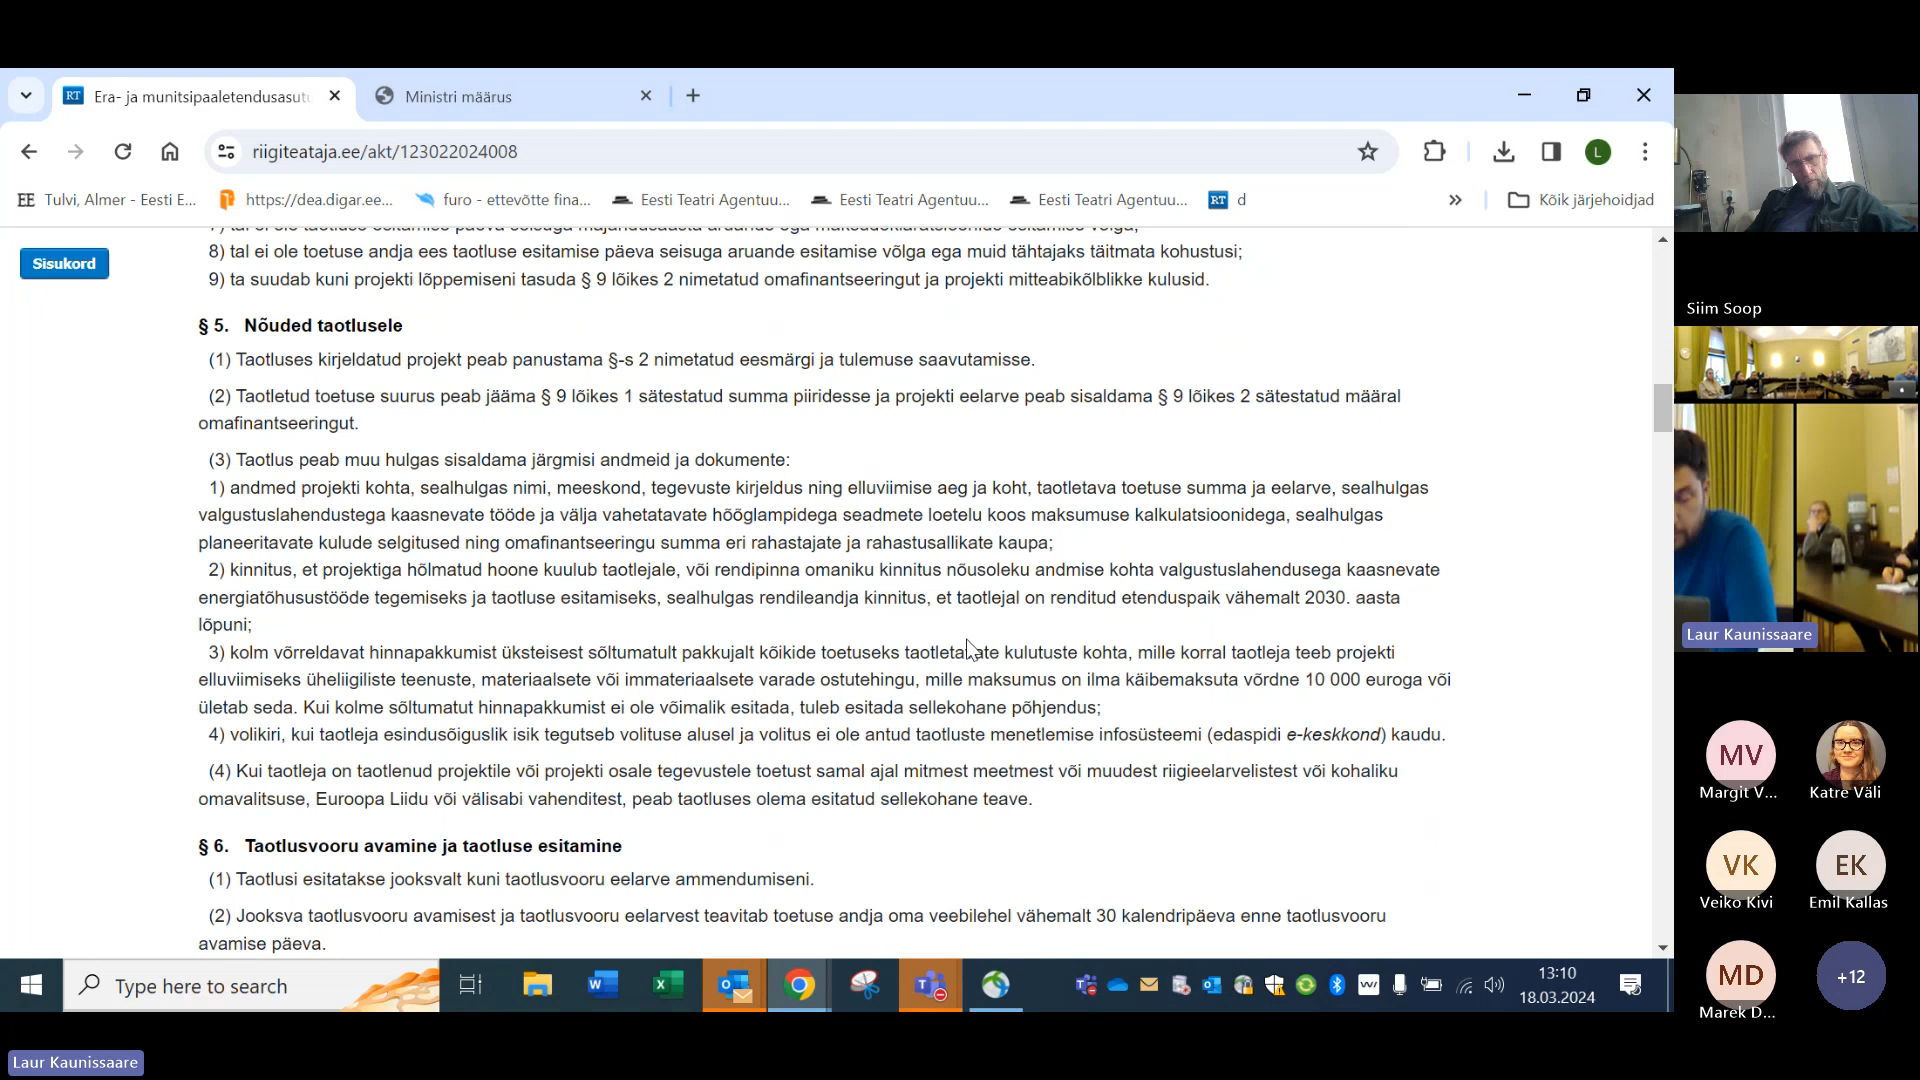 Era- ja munitsipaaletendusasutu
Ministri määrus
riigiteataja.ee/akt/123022024008
L
EE Tulvi, Almer - Eesti E...
https://dea.digar.ee...
furo - ettevõtte fina...
Eesti Teatri Agentuu...
Eesti Teatri Agentuu...
Eesti Teatri Agentuu...
RT d
»
Kõik järjehoidjad
Sisukord
8) tal ei ole toetuse andja ees taotluse esitamise päeva seisuga aruande esitamise võlga ega muid tähtajaks täitmata kohustusi;
9) ta suudab kuni projekti lõppemiseni tasuda § 9 lõikes 2 nimetatud omafinantseeringut ja projekti mitteabikõlblikke kulusid.
§ 5. Nõuded taotlusele
(1) Taotluses kirjeldatud projekt peab panustama §-s 2 nimetatud eesmärgi ja tulemuse saavutamisse.
(2) Taotletud toetuse suurus peab jääma § 9 lõikes 1 sätestatud summa piiridesse ja projekti eelarve peab sisaldama § 9 lõikes 2 sätestatud määral
omafinantseeringut.
(3) Taotlus peab muu hulgas sisaldama järgmisi andmeid ja dokumente:
1) andmed projekti kohta, sealhulgas nimi, meeskond, tegevuste kirjeldus ning elluviimise aeg ja koht, taotletava toetuse summa ja eelarve, sealhulgas
valgustuslahendustega kaasnevate tööde ja välja vahetatavate hõõglampidega seadmete loetelu koos maksumuse kalkulatsioonidega, sealhulgas
planeeritavate kulude selgitused ning omafinantseeringu summa eri rahastajate ja rahastusallikate kaupa;
2) kinnitus, et projektiga hõlmatud hoone kuulub taotlejale, või rendipinna omaniku kinnitus nõusoleku andmise kohta valgustuslahendusega kaasnevate
energiatõhusustööde tegemiseks ja taotluse esitamiseks, sealhulgas rendileandja kinnitus, et taotlejal on renditud etenduspaik vähemalt 2030. aasta
lõpuni;
3) kolm võrreldavat hinnapakkumist üksteisest sõltumatult pakkujalt kõikide toetuseks taotletavate kulutuste kohta, mille korral taotleja teeb projekti
elluviimiseks üheliigiliste teenuste, materiaalsete või immateriaalsete varade ostutehingu, mille maksumus on ilma käibemaksuta võrdne 10 000 euroga või
ületab seda. Kui kolme sõltumatut hinnapakkumist ei ole võimalik esitada, tuleb esitada sellekohane põhjendus;
4) volikiri, kui taotleja esindusõiguslik isik tegutseb volituse alusel ja volitus ei ole antud taotluste menetlemise infosüsteemi (edaspidi e-keskkond) kaudu.
(4) Kui taotleja on taotlenud projektile või projekti osale tegevustele toetust samal ajal mitmest meetmest või muudest riigieelarvelistest või kohaliku
omavalitsuse, Euroopa Liidu või välisabi vahenditest, peab taotluses olema esitatud sellekohane teave.
§ 6. Taotlusvooru avamine ja taotluse esitamine
(1) Taotlusi esitatakse jooksvalt kuni taotlusvooru eelarve ammendumiseni.
(2) Jooksva taotlusvooru avamisest ja taotlusvooru eelarvest teavitab toetuse andja oma veebilehel vähemalt 30 kalendripäeva enne taotlusvooru
avamise päeva.
Type here to search
13:10
18.03.2024
Siim Soop
Laur Kaunissaare
MV
Margit V...
Katre Väli
VK
Veiko Kivi
EK
Emil Kallas
MD
Marek D...
+12
Laur Kaunissaare